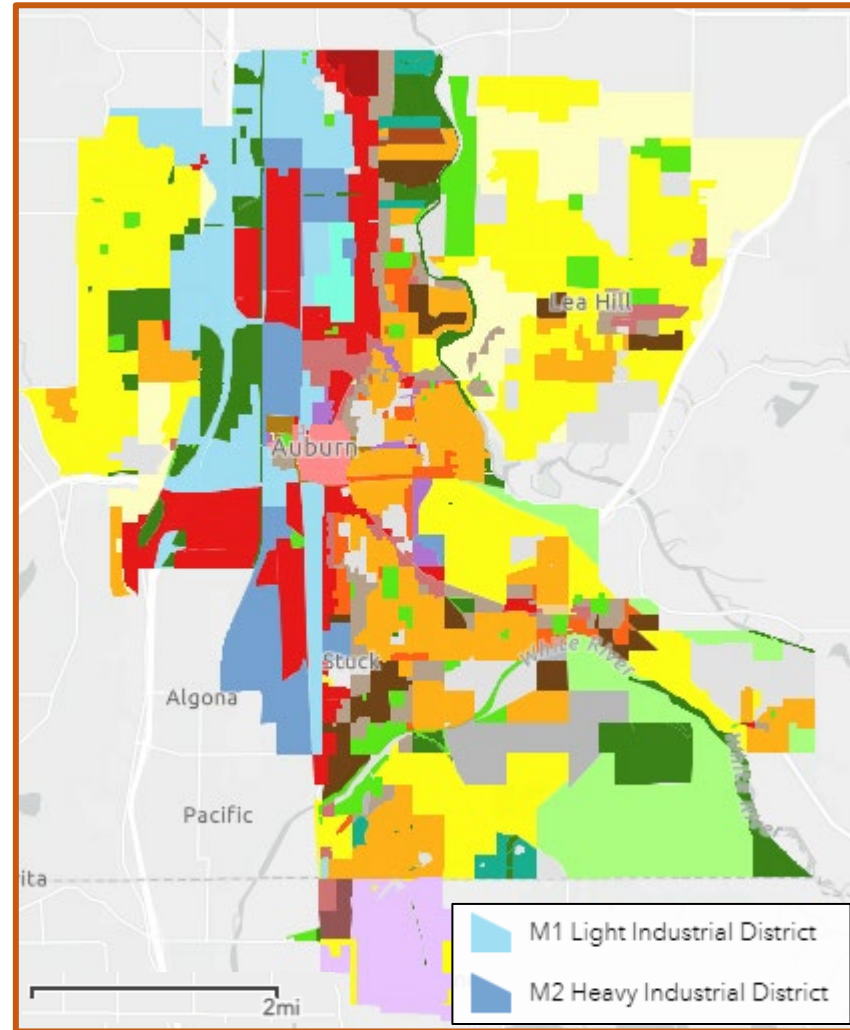 Lea Hill
Auburn
Stuck
White River
Algona
White River
Pacific
ita
M1 Light Industrial District
M2 Heavy Industrial District
2mi